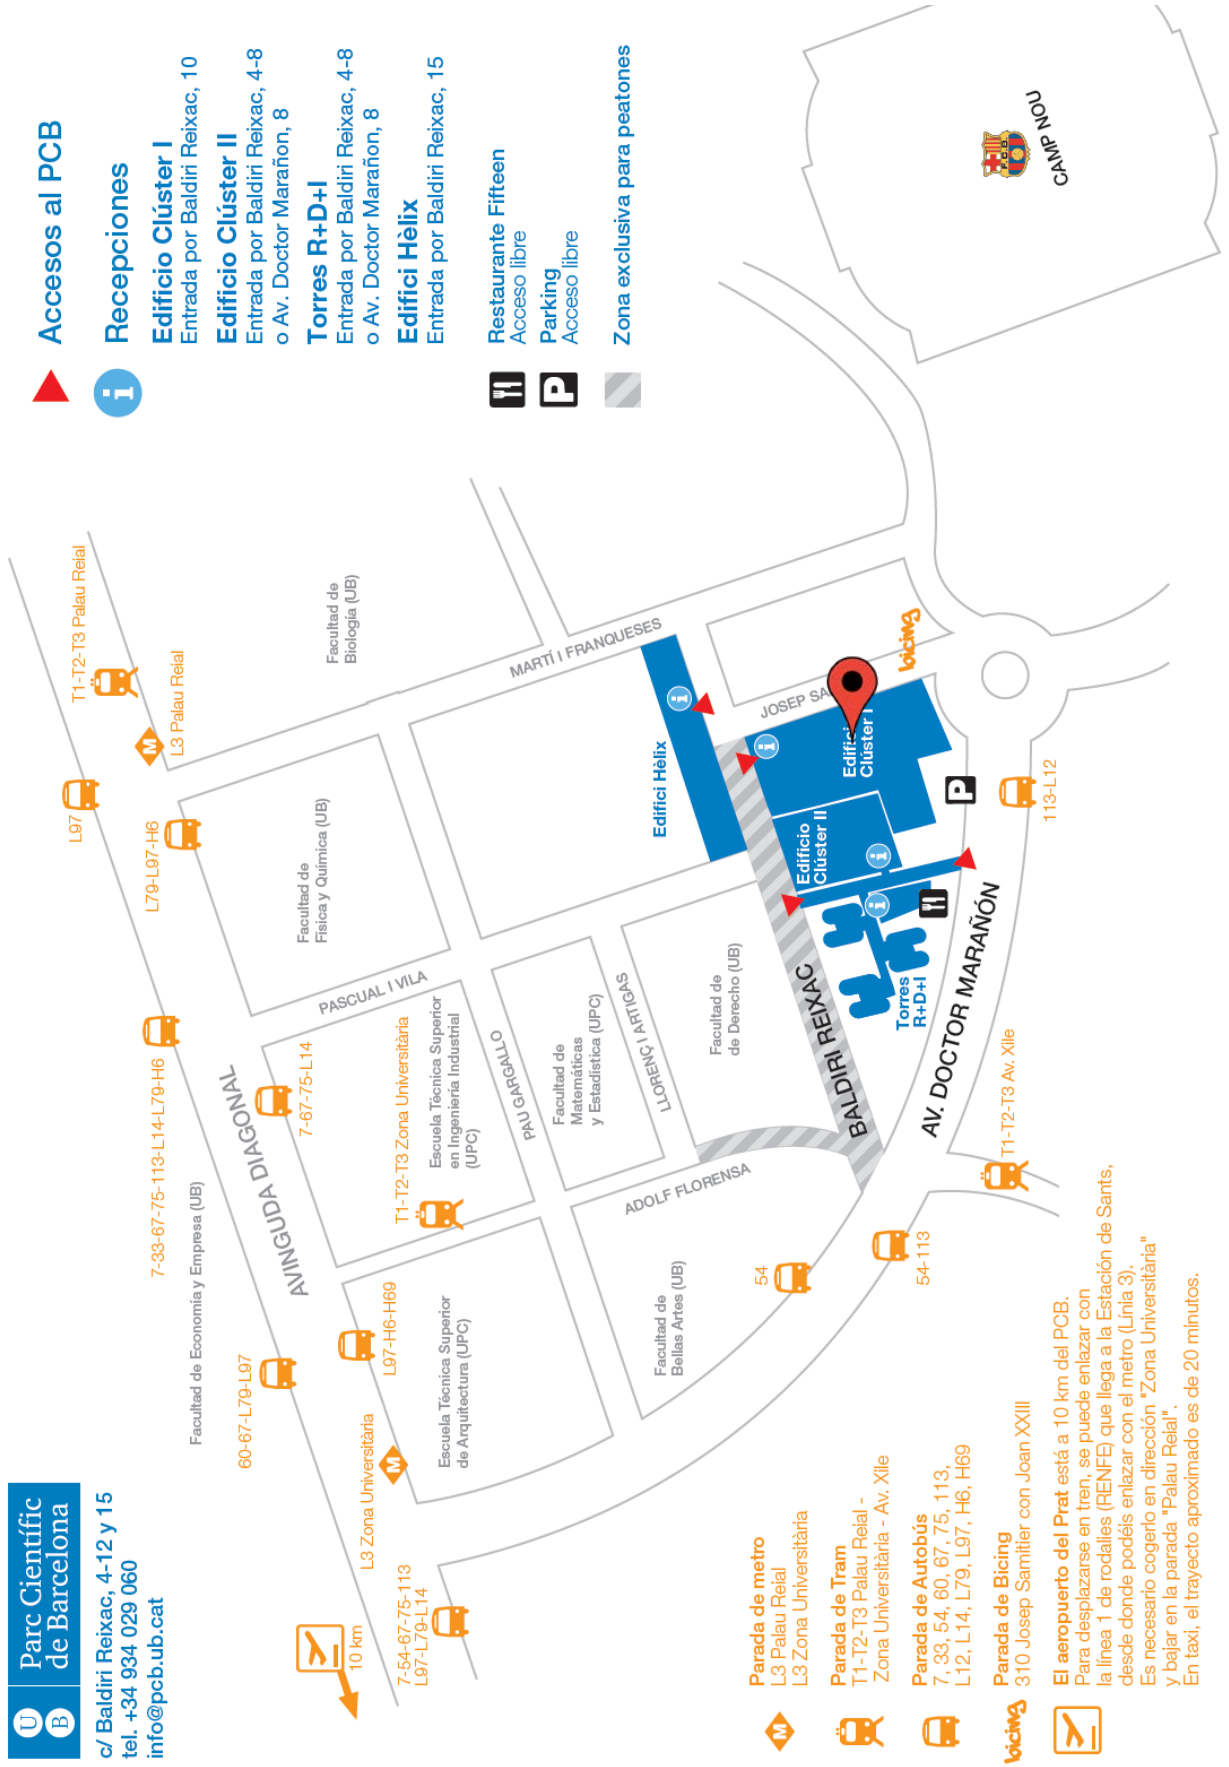 U B
Parc Científic
de Barcelona
c/ Baldiri Reixac, 4-12 y 15
tel. +34 934 029 060
info@pcb.ub.cat
Accesos al PCB
i
Recepciones
Edificio Clúster I
Entrada por Baldiri Reixac, 10
Edificio Clúster II
Entrada por Baldiri Reixac, 4-8
o Av. Doctor Marañon, 8
Torres R+D+I
Entrada por Baldiri Reixac, 4-8
o Av. Doctor Marañon, 8
Edifici Hèlix
Entrada por Baldiri Reixac, 15
Restaurante Fifteen
Acceso libre
P
Parking
Acceso libre
Zona exclusiva para peatones
10 km
7-54-67-75-113
L97-L79-L14
L3 Zona Universitària
M
60-67-L79-L97
L97-H6-H69
Facultad de Economía y Empresa (UB)
7-33-67-75-113-L14-L79-H6
AVINGUDA DIAGONAL
7-67-75-L14
L97
L79-L97-H6
T1-T2-T3 Palau Reial
M
L3 Palau Reial
Escuela Técnica Superior
de Arquitectura (UPC)
T1-T2-T3 Zona Universitària
Escuela Técnica Superior
en Ingeniería Industrial
(UPC)
PASCUAL I VILA
Facultad de
Física y Química (UB)
Facultad de
Biología (UB)
MARTÍ I FRANQUESES
PAU GARGALLO
Facultad de
Matemáticas
y Estadística (UPC)
LLORENÇ I ARTIGAS
ADOLF FLORENSA
Facultad de
Bellas Artes (UB)
Facultad de
de Derecho (UB)
Edifici Hèlix
i
JOSEP SA
i
Edificio
Clúster II
i
Clúster I
i
Torres
R+D+I
BALDIRI REIXAC
AV. DOCTOR MARAÑÓN
P
bicing
113-L12
54
54-113
T1-T2-T3 Av. Xile
F.C.B.
CAMP NOU
M
Parada de metro
L3 Palau Reial
L3 Zona Universitària
Parada de Tram
T1-T2-T3 Palau Reial -
Zona Universitària - Av. Xile
Parada de Autobús
7, 33, 54, 60, 67, 75, 113,
L12, L14, L79, L97, H6, H69
bicing
Parada de Bicing
310 Josep Samitier con Joan XXIII
El aeropuerto del Prat está a 10 km del PCB.
Para desplazarse en tren, se puede enlazar con
la línea 1 de rodalies (RENFE) que llega a la Estación de Sants,
desde donde podéis enlazar con el metro (Línia 3).
Es necesario cogerlo en dirección "Zona Universitària"
y bajar en la parada "Palau Reial".
En taxi, el trayecto aproximado es de 20 minutos.